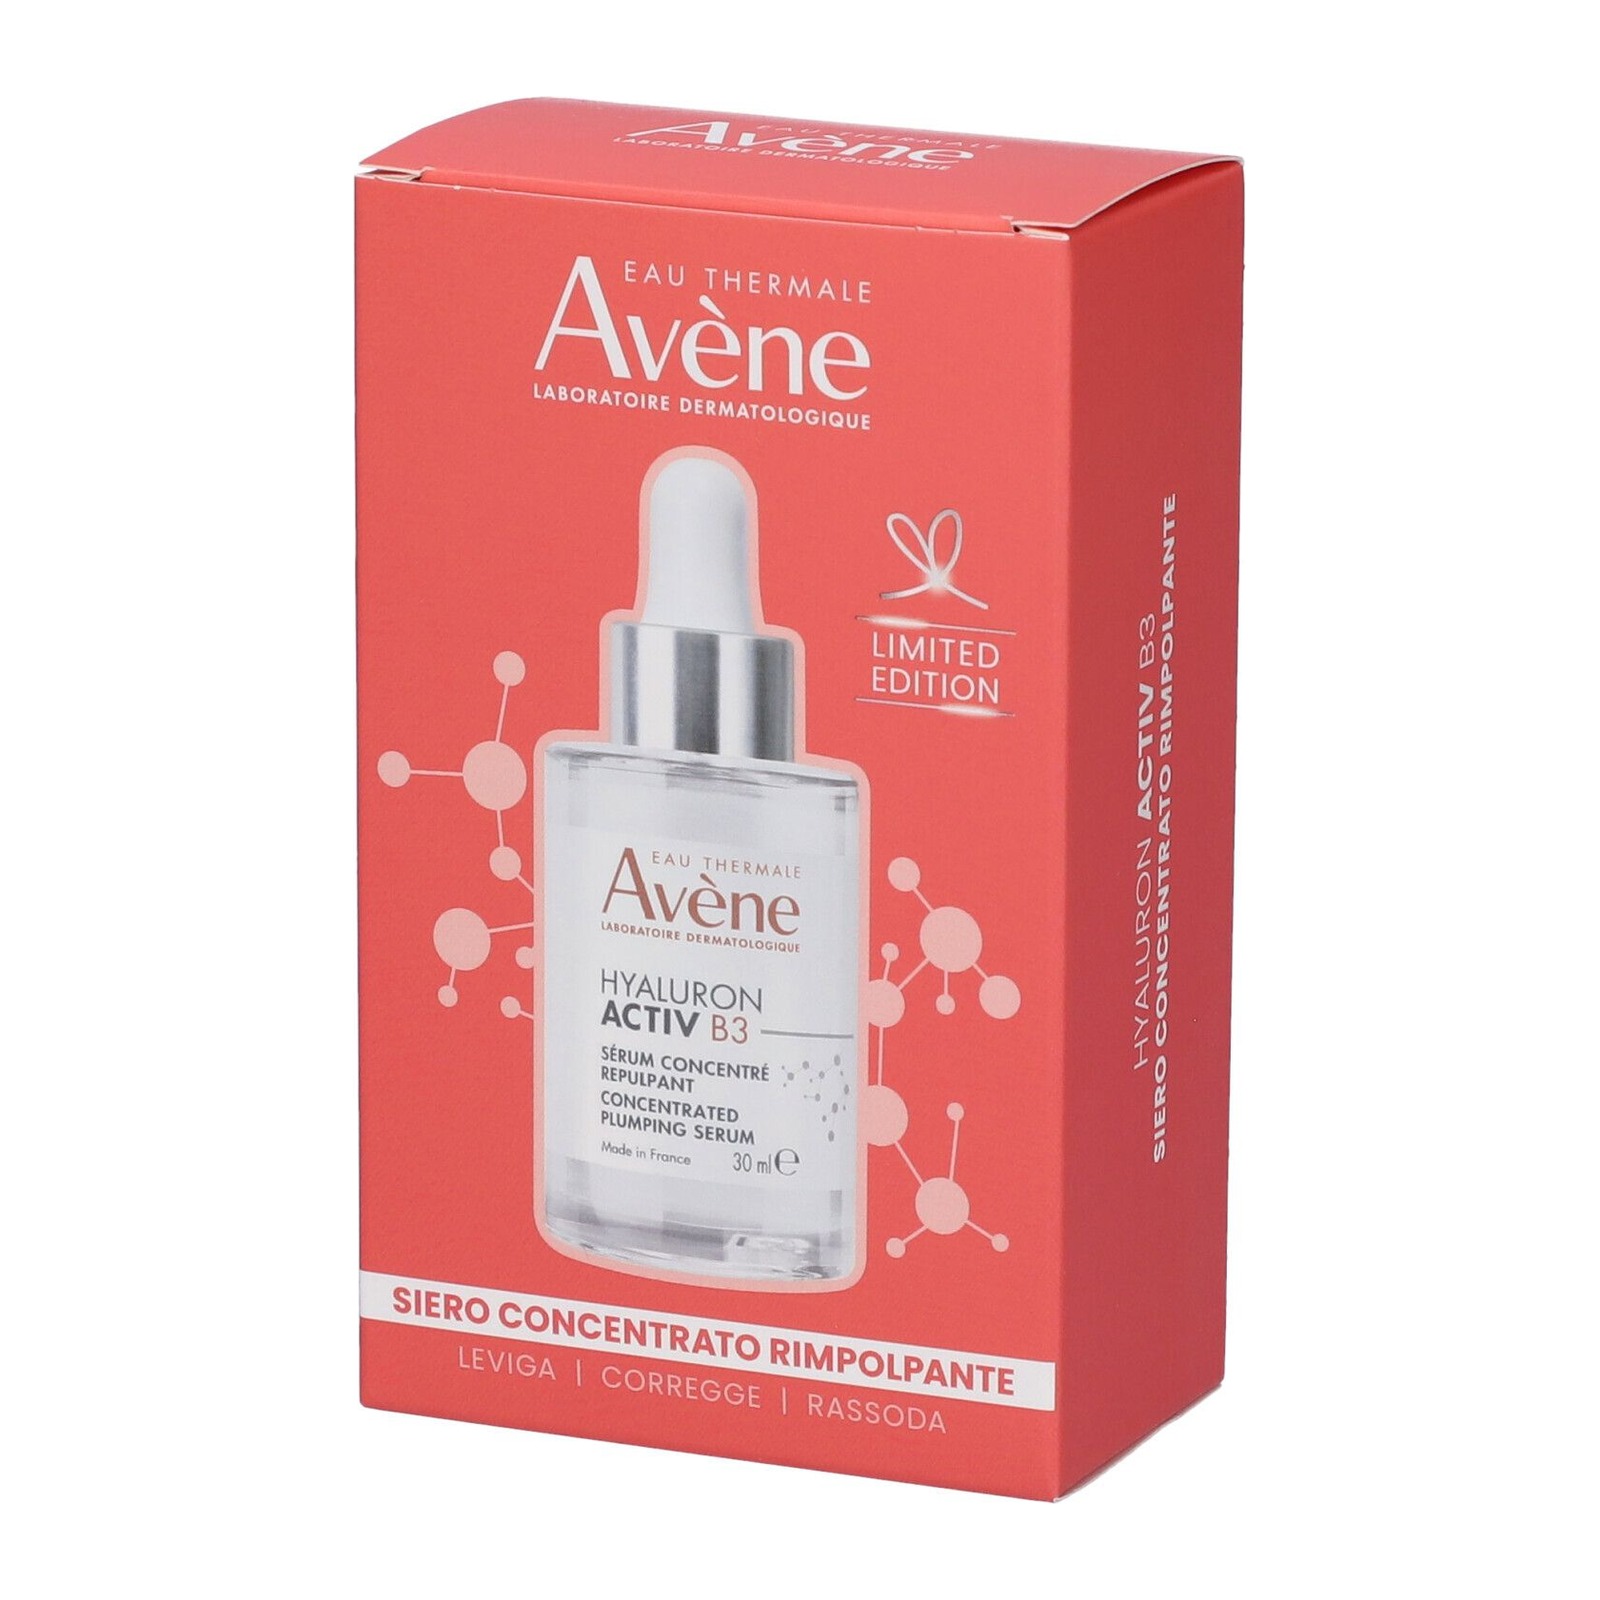 EAU THERMALE
Avène
LABORATOIRE DERMATOLOGIQUE
EAU THERMALE
Avène
LABORATOIRE DERMATOLOGIQUE
LIMITED
EDITION
EAU THERMALE
Avène
LABORATOIRE DERMATOLOGIQUE
HYALURON
ACTIV B3
SÉRUM CONCENTRÉ
REPULPANT
CONCENTRATED
PLUMPING SERUM
Made in France 30 ml e
SIERO CONCENTRATO RIMPOLPANTE
LEVIGA | CORREGGE | RASSODA
HYALURON ACTIV B3
SIERO CONCENTRATO RIMPOLPANTE